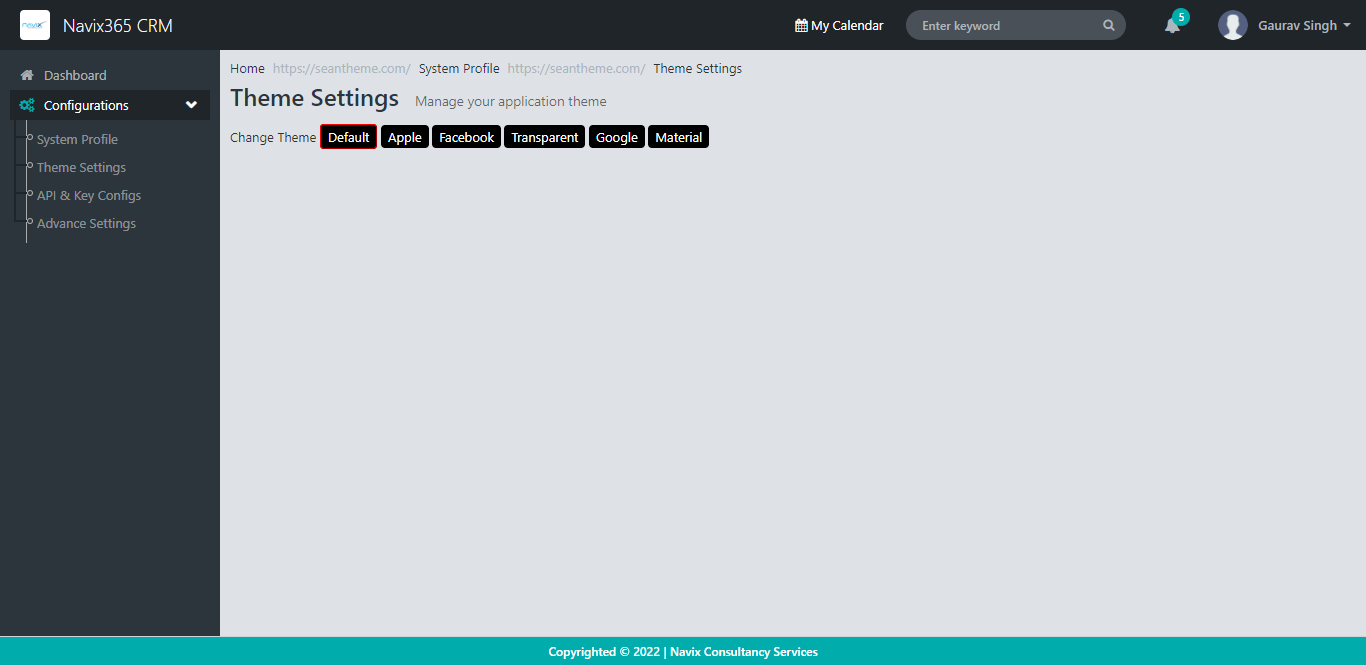 navix Navix365 CRM
My Calendar
Enter keyword
5
Gaurav Singh
Dashboard
Configurations
System Profile
Theme Settings
API & Key Configs
Advance Settings
Home https://seantheme.com/ System Profile https://seantheme.com/ Theme Settings
Theme Settings Manage your application theme
Change Theme Default Apple Facebook Transparent Google Material
Copyrighted © 2022 | Navix Consultancy Services